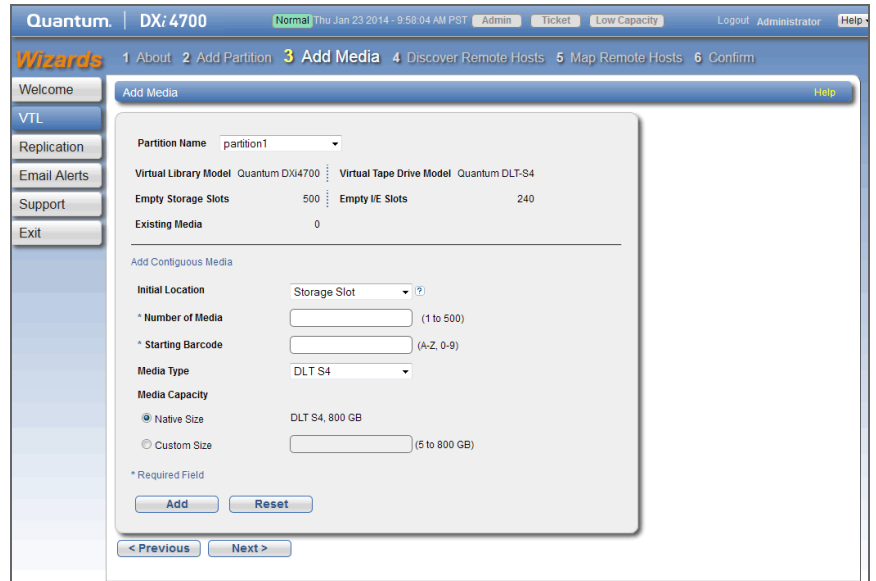 Quantum. DXi 4700 Normal Thu Jan 23 2014 - 9:58:04 AM PST Admin Ticket Low Capacity Logout Administrator Help
Wizards 1 About 2 Add Partition 3 Add Media 4 Discover Remote Hosts 5 Map Remote Hosts 6 Confirm
Welcome
VTL
Replication
Email Alerts
Support
Exit
Add Media Help
Partition Name partition1
Virtual Library Model Quantum DXi4700 Virtual Tape Drive Model Quantum DLT-S4
Empty Storage Slots 500 Empty I/E Slots 240
Existing Media 0
Add Contiguous Media
Initial Location Storage Slot ?
* Number of Media (1 to 500)
* Starting Barcode (A-Z, 0-9)
Media Type DLT S4
Media Capacity
Native Size DLT S4, 800 GB
Custom Size (5 to 800 GB)
* Required Field
Add Reset
< Previous Next >